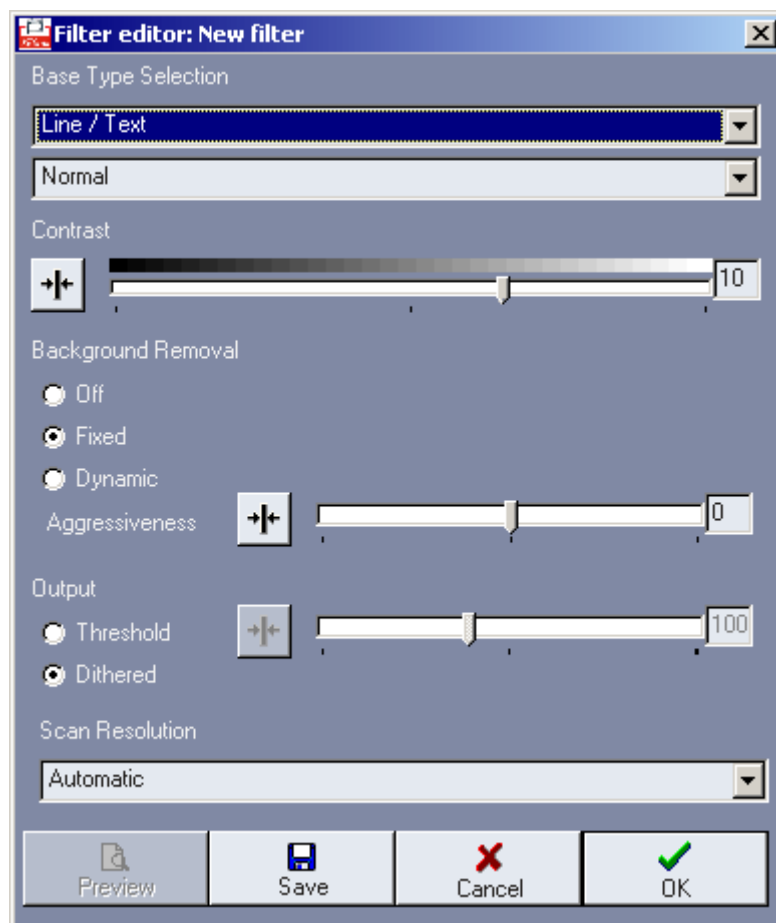 Filter editor: New filter
Base Type Selection
Line / Text
Normal
Contrast
10
Background Removal
Off
Fixed
Dynamic
Aggressiveness
0
Output
Threshold
100
Dithered
Scan Resolution
Automatic
Preview
Save
Cancel
OK